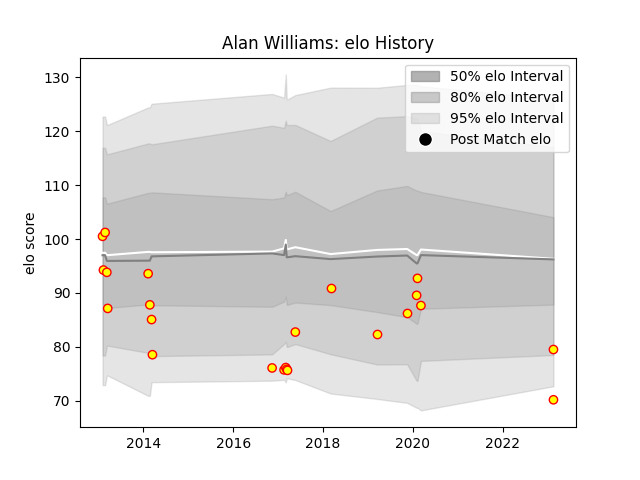 Alan Williams: elo History
50% elo Interval
80% elo Interval
95% elo Interval
Post Match elo
elo score
130
120
110
100
90
80
70
2014
2016
2018
2020
2022